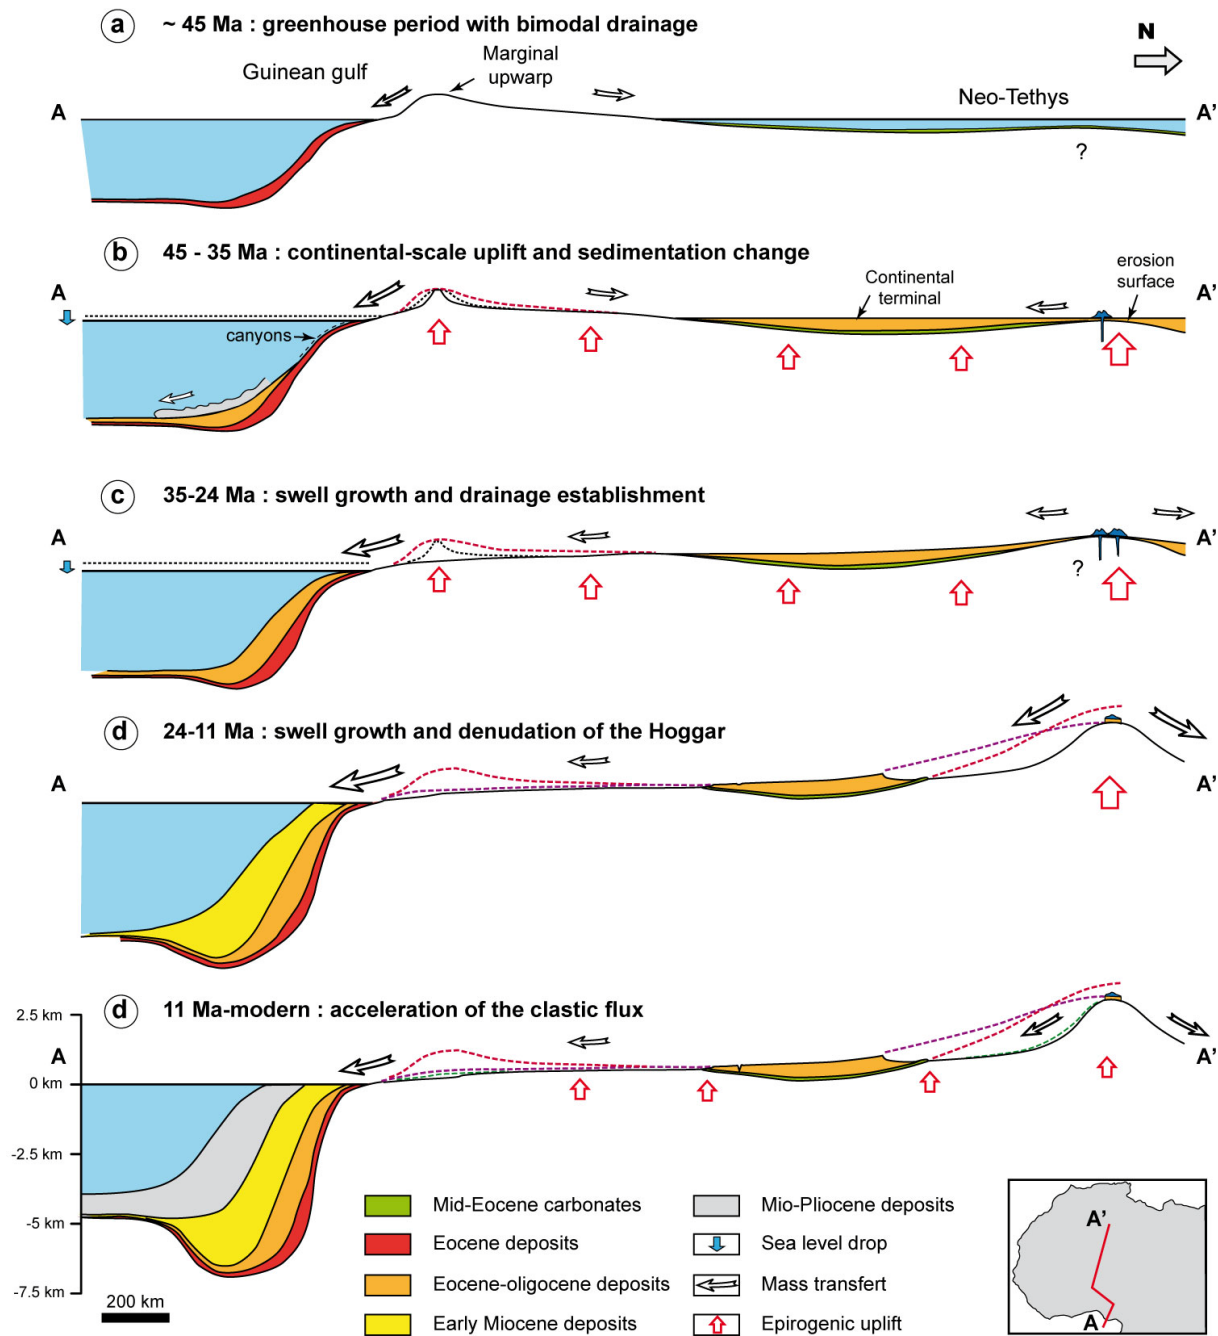 a ~ 45 Ma : greenhouse period with bimodal drainage
N
Guinean gulf
Marginal
upwarp
Neo-Tethys
A
A'
?
b 45 - 35 Ma : continental-scale uplift and sedimentation change
A
Continental
terminal
erosion
surface
A'
canyons
c 35-24 Ma : swell growth and drainage establishment
A
A'
?
d 24-11 Ma : swell growth and denudation of the Hoggar
A
A'
d 11 Ma-modern : acceleration of the clastic flux
2.5 km
A
A'
0 km
-2.5 km
-5 km
-7.5 km
200 km
Mid-Eocene carbonates
Eocene deposits
Eocene-oligocene deposits
Early Miocene deposits
Mio-Pliocene deposits
Sea level drop
Mass transfert
Epirogenic uplift
A'
A